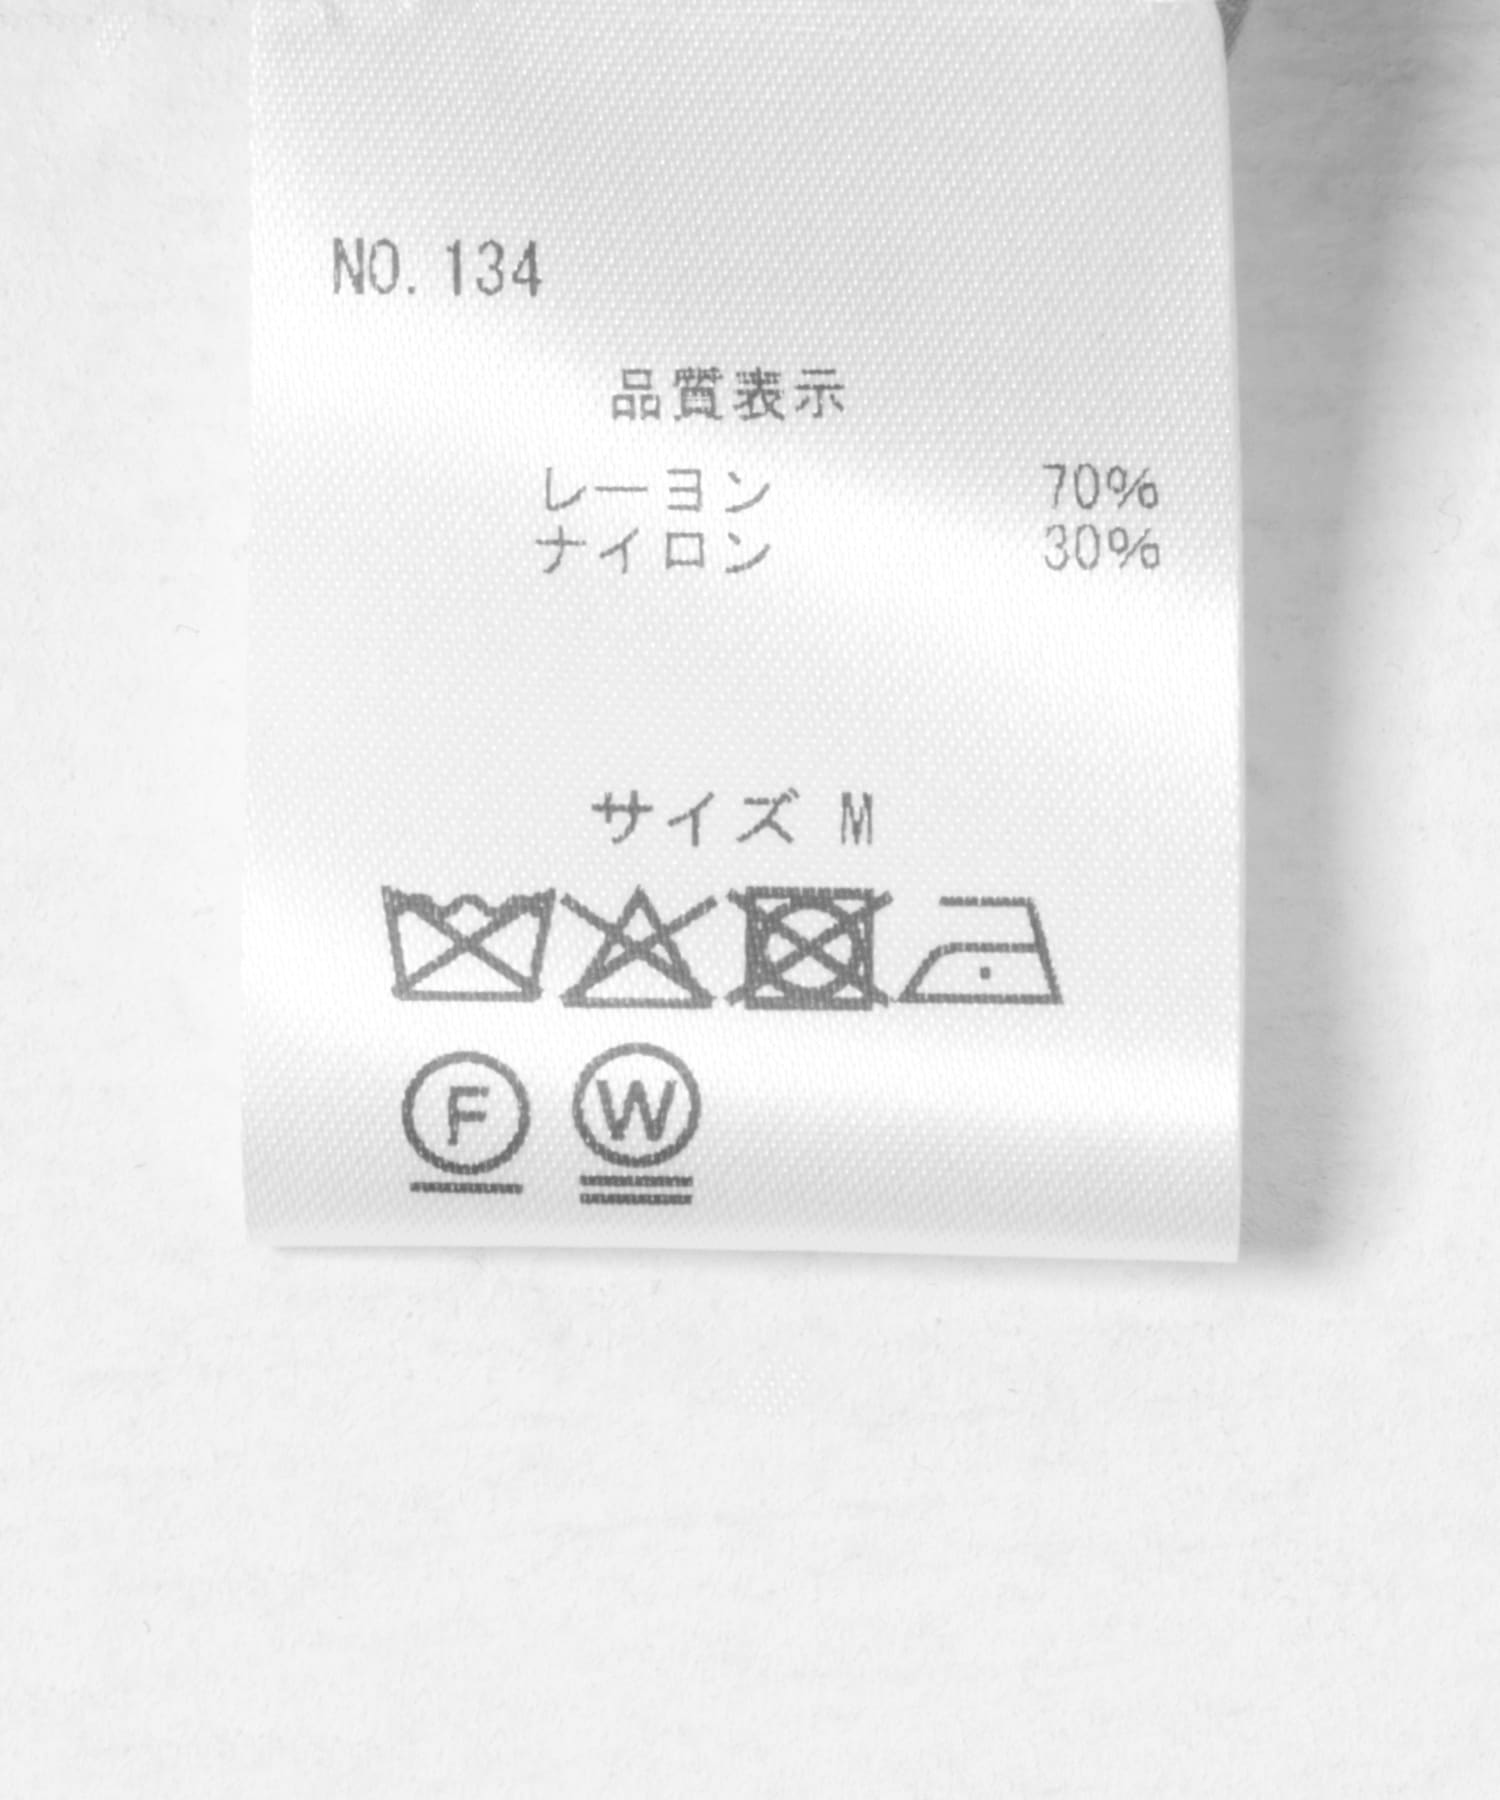 NO.134
品質表示
レーヨン 70%
ナイロン 30%
サイズ M
F W